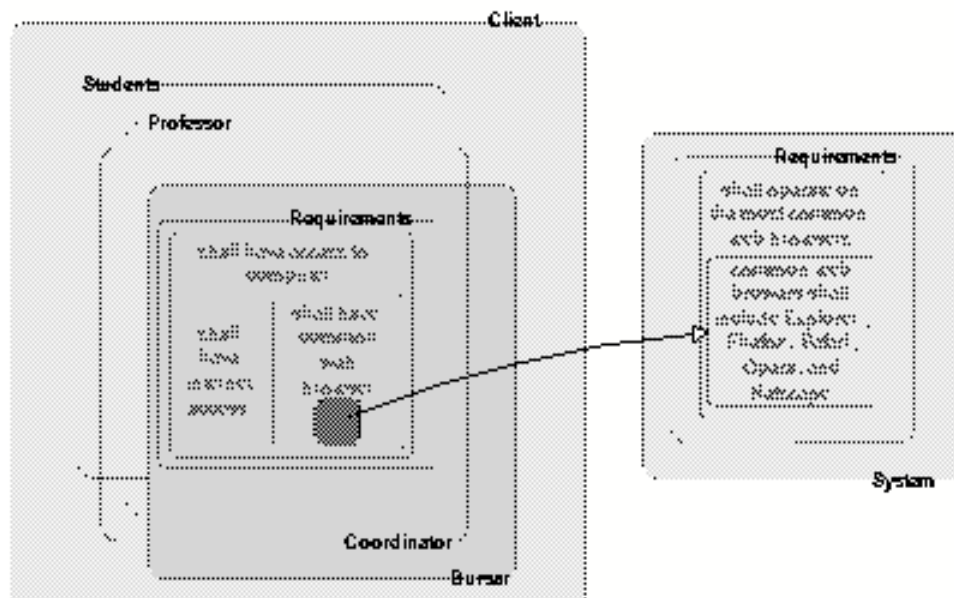 Client
Students
Professor
Requirements
shall have access to
computer
shall
have
internet
access
shall have
common
web
browser
Coordinator
Bursar
Requirements
shall operate on
the most common
web browsers
common web
browsers shall
include Explorer
Opera, and
Netscape
System